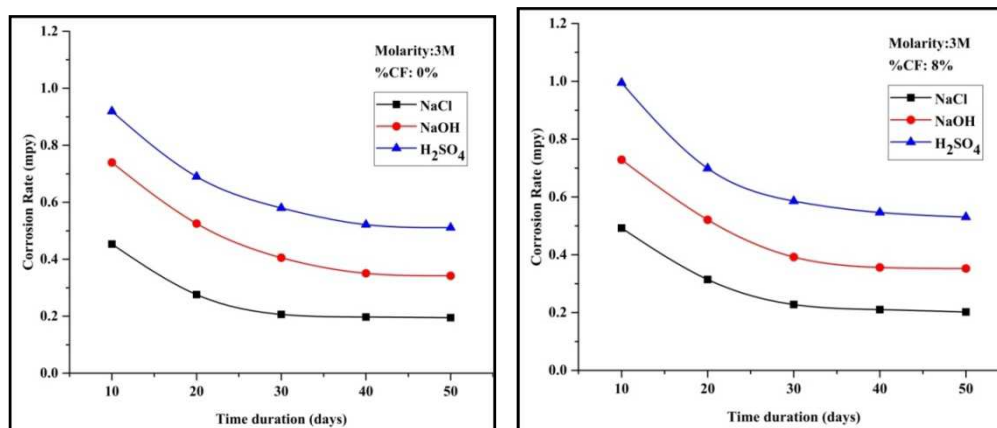 1.2
1.0
0.8
0.6
0.4
0.2
0.0
Corrosion Rate (mpy)
Molarity:3M
%CF: 0%
NaCl
NaOH
H2SO4
10 20 30 40 50
Time duration (days)
1.2
1.0
0.8
0.6
0.4
0.2
0.0
Corrosion Rate (mpy)
Molarity:3M
%CF: 8%
NaCl
NaOH
H2SO4
10 20 30 40 50
Time duration (days)